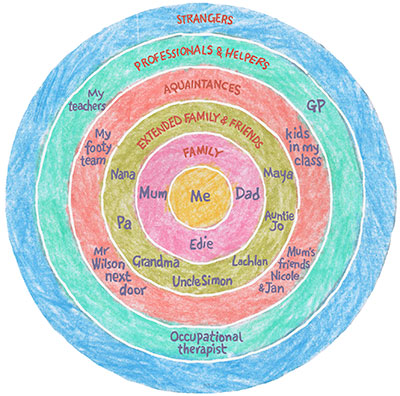 STRANGERS
PROFESSIONALS & HELPERS
My
teachers
GP
AQUAINTANCES
My
footy
team
kids
in my
class
EXTENDED FAMILY & FRIENDS
Nana
Maya
FAMILY
Mum
Me
Dad
Pa
Auntie
Jo
Edie
Grandma
Lachlan
Uncle Simon
Mr
Wilson
next
door
Mum's
friends
Nicole
& Jan
Occupational
therapist